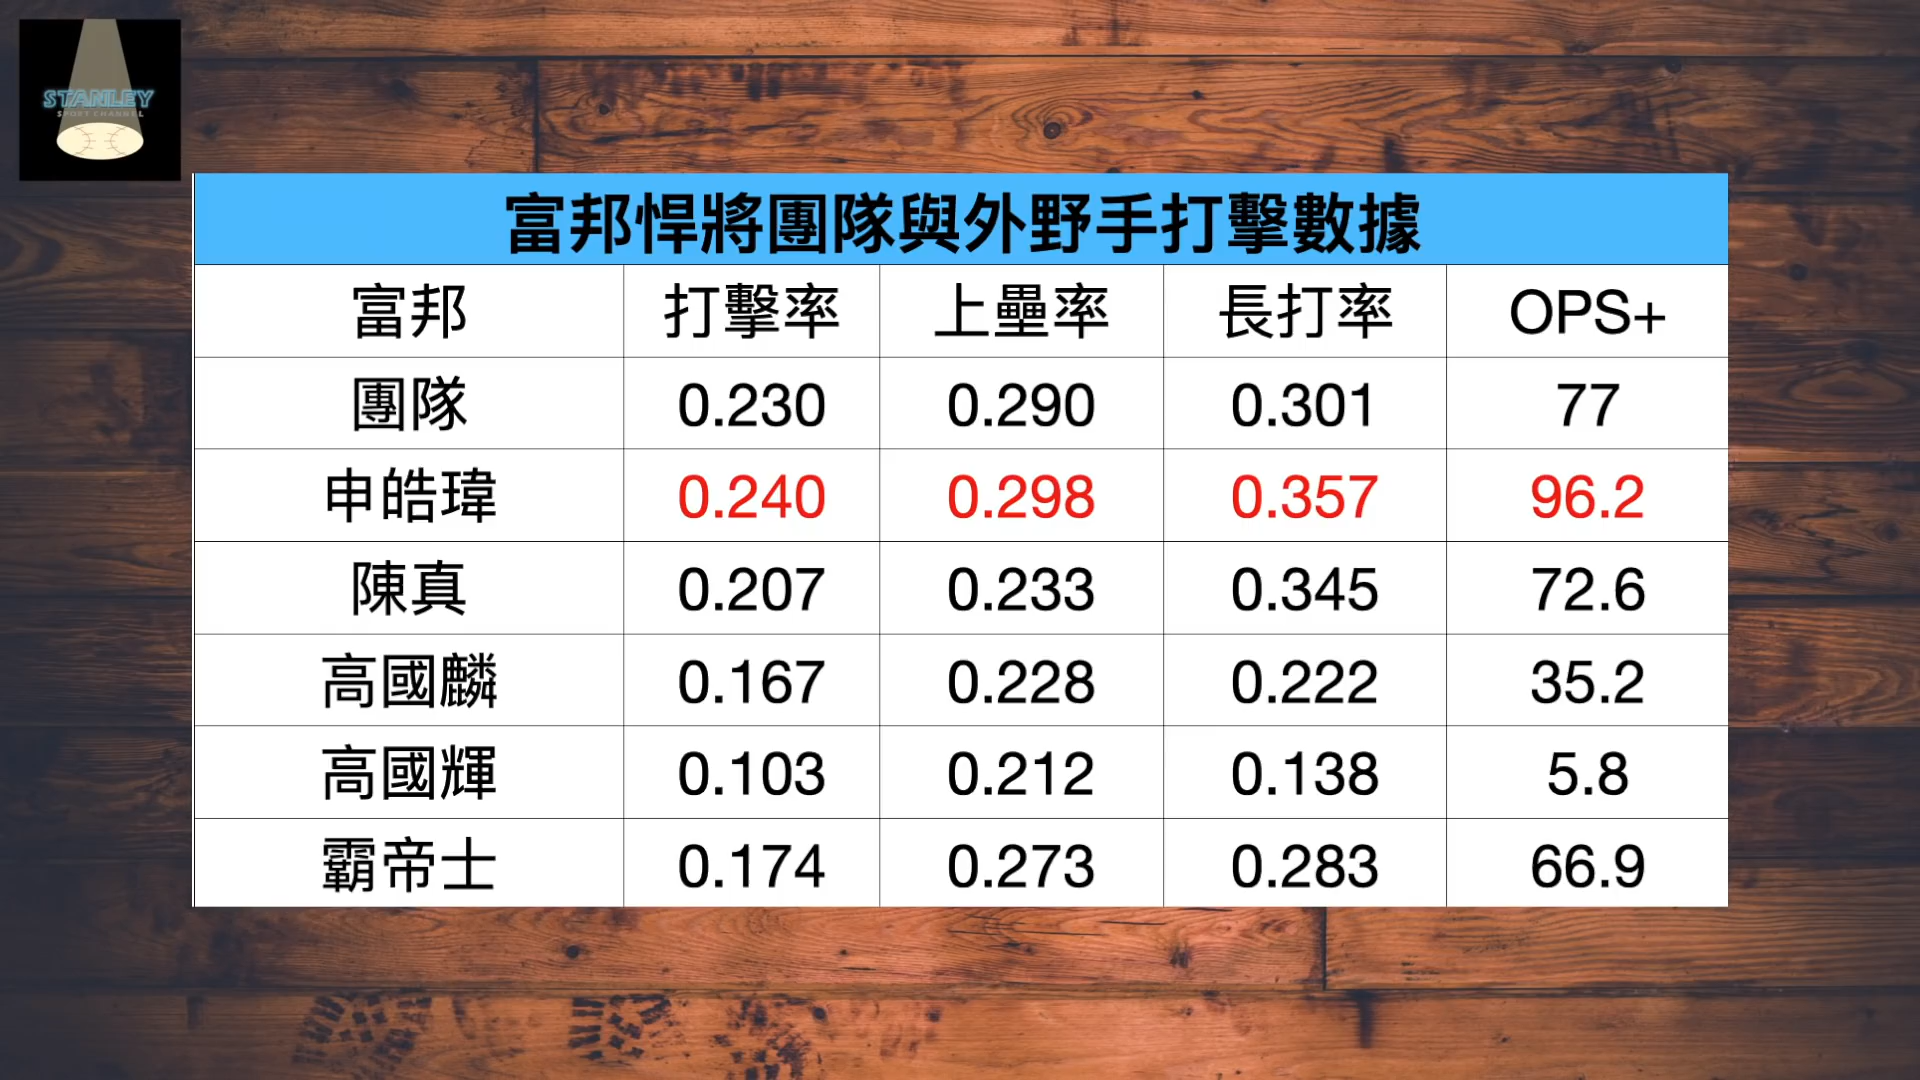 STANLEY
SPORT CHANNEL
富邦悍將團隊與外野手打擊數據
富邦 打擊率 上壘率 長打率 OPS+
團隊 0.230 0.290 0.301 77
申皓瑋 0.240 0.298 0.357 96.2
陳真 0.207 0.233 0.345 72.6
高國麟 0.167 0.228 0.222 35.2
高國輝 0.103 0.212 0.138 5.8
霸帝士 0.174 0.273 0.283 66.9